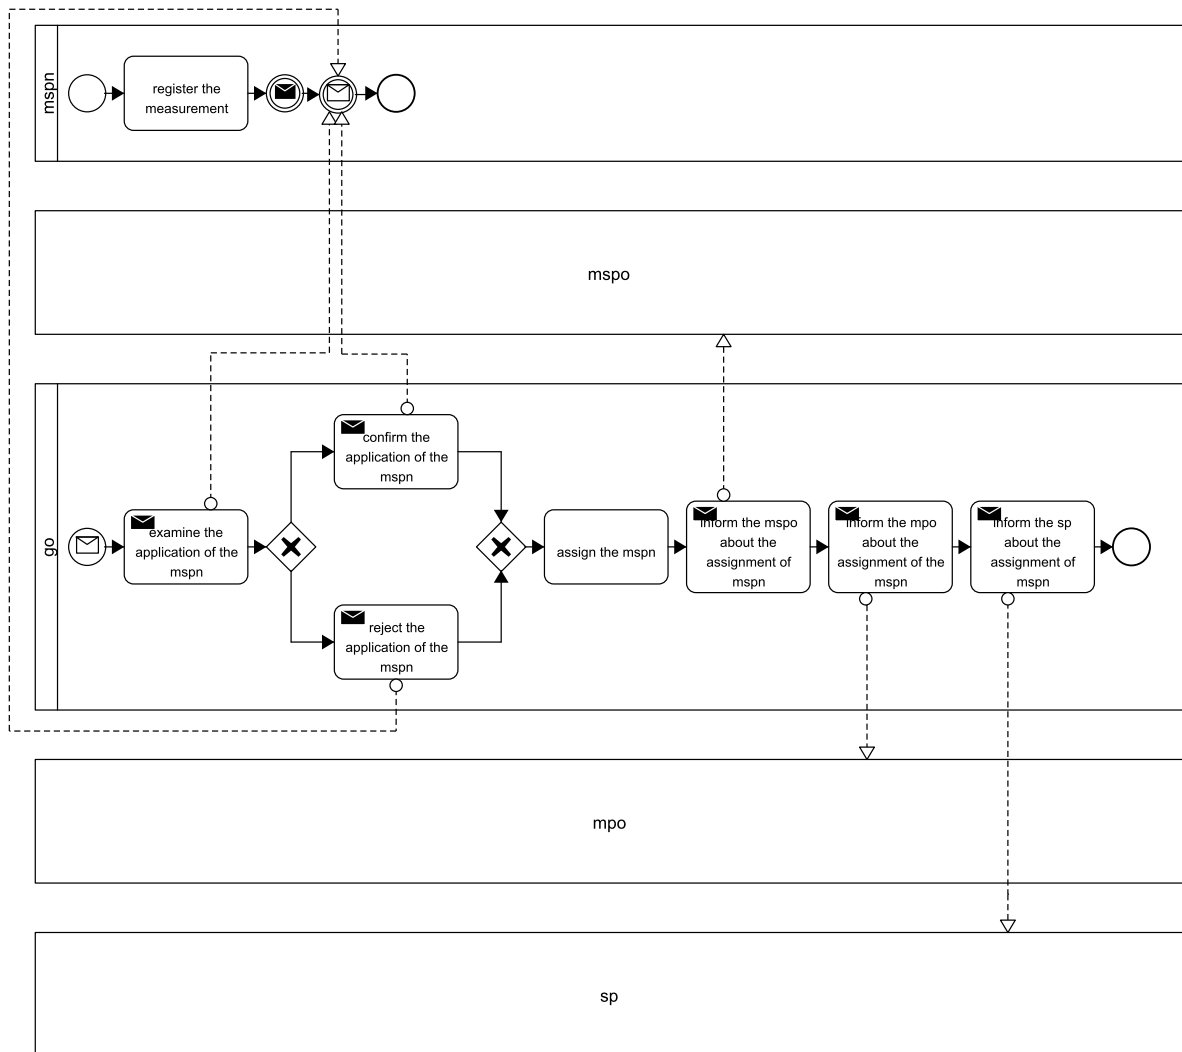 mspn
register the
measurement
mspo
go
examine the
application of the
mspn
confirm the
application of the
mspn
reject the
application of the
mspn
assign the mspn
inform the mspo
about the
assignment of
mspn
inform the mpo
about the
assignment of the
mspn
inform the sp
about the
assignment of
mspn
mpo
sp